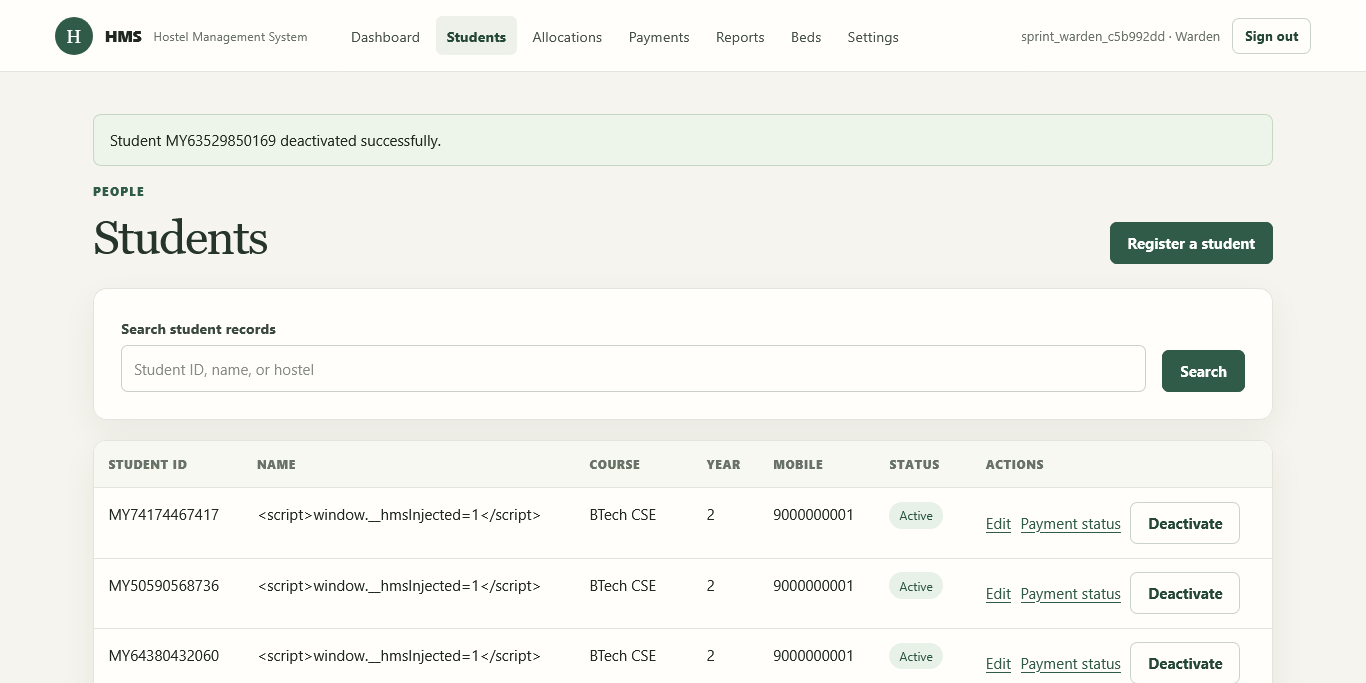 H HMS Hostel Management System Dashboard Students Allocations Payments Reports Beds Settings sprint_warden_c5b992dd · Warden Sign out
Student MY63529850169 deactivated successfully.
PEOPLE
Students
Register a student
Search student records
Student ID, name, or hostel
Search
STUDENT ID NAME COURSE YEAR MOBILE STATUS ACTIONS
MY74174467417 <script>window.__hmsInjected=1</script> BTech CSE 2 9000000001 Active Edit Payment status Deactivate
MY50590568736 <script>window.__hmsInjected=1</script> BTech CSE 2 9000000001 Active Edit Payment status Deactivate
MY64380432060 <script>window.__hmsInjected=1</script> BTech CSE 2 9000000001 Active Edit Payment status Deactivate